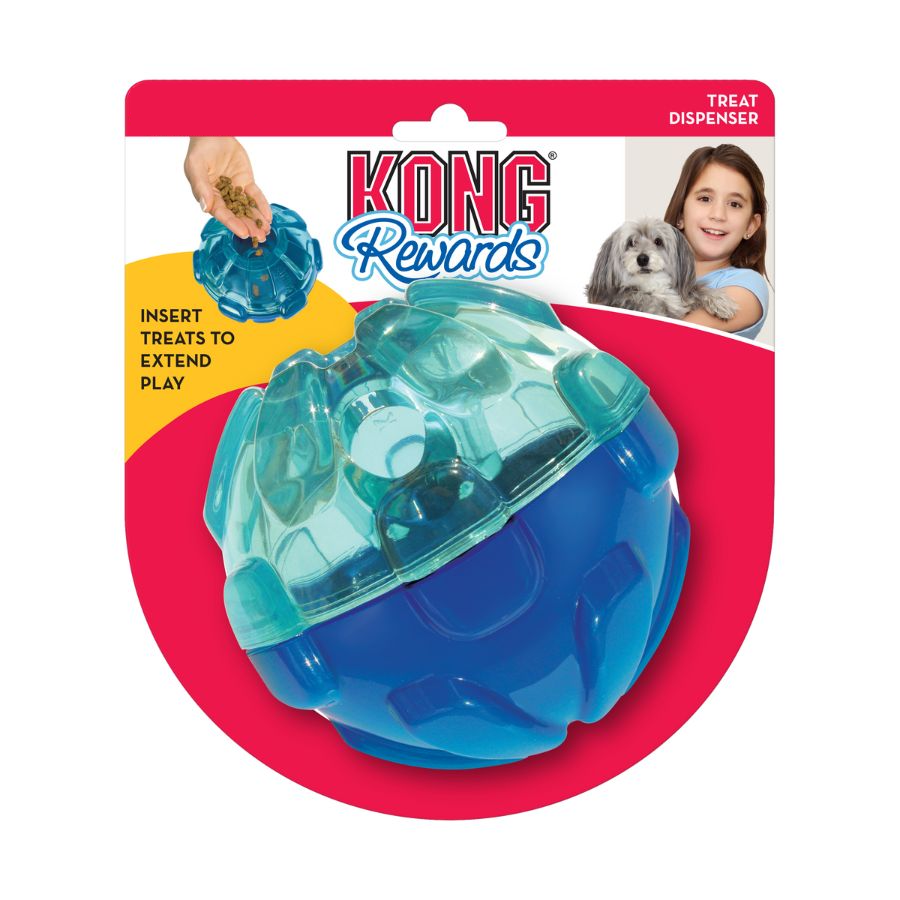 TREAT
DISPENSER
KONG®
Rewards
INSERT
TREATS TO
EXTEND
PLAY